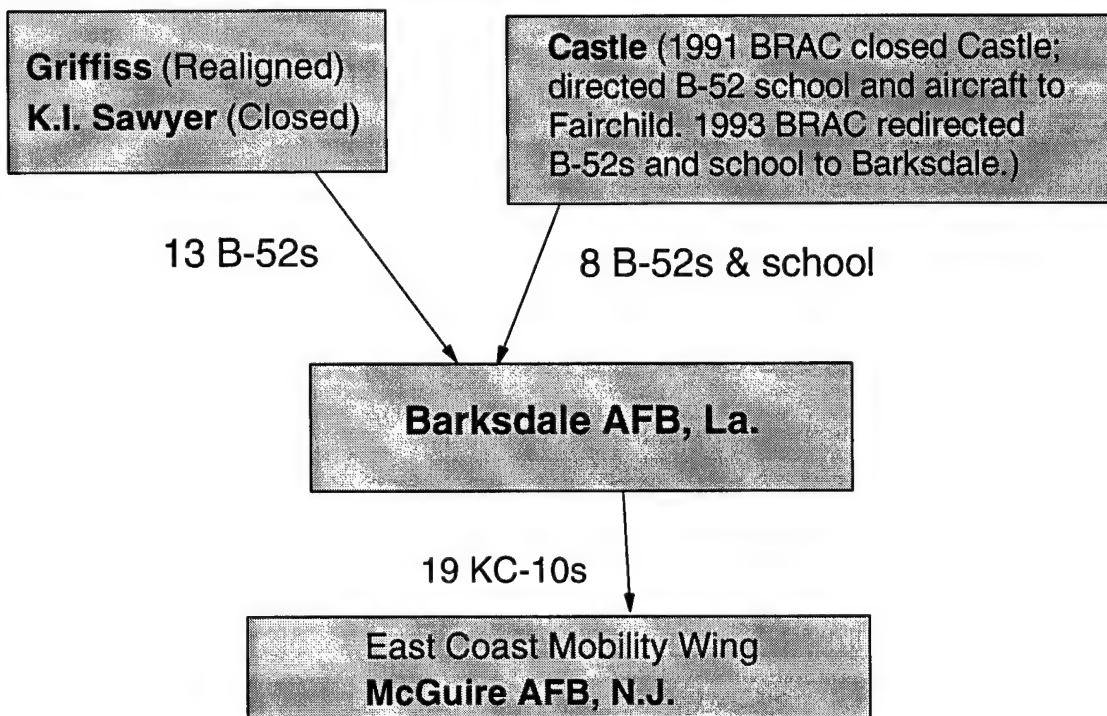 Griffiss (Realigned)
K.I. Sawyer (Closed)
Castle (1991 BRAC closed Castle;
directed B-52 school and aircraft to
Fairchild. 1993 BRAC redirected
B-52s and school to Barksdale.)
13 B-52s
8 B-52s & school
Barksdale AFB, La.
19 KC-10s
East Coast Mobility Wing
McGuire AFB, N.J.